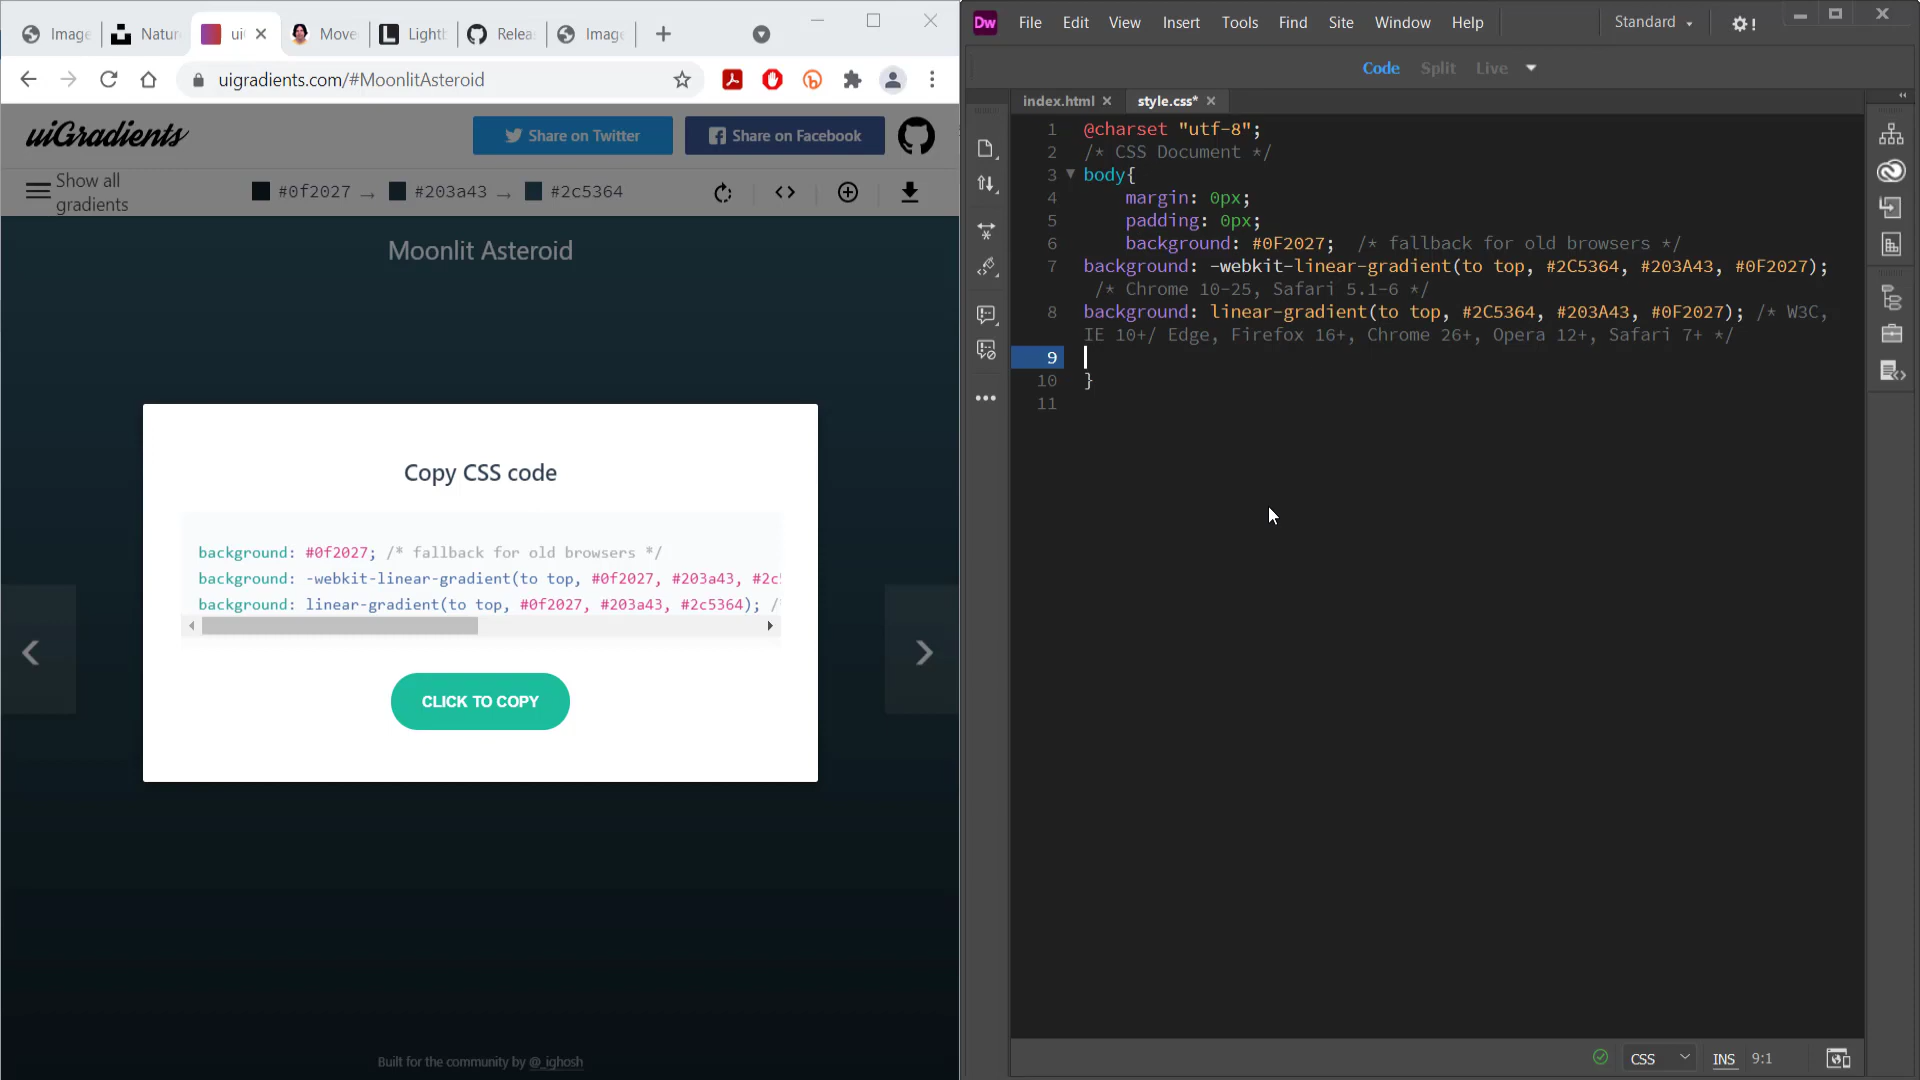 Image
Natur
ui
Move
Light
Relea
Image
uigradients.com/#MoonlitAsteroid
uiGradients
Share on Twitter
Share on Facebook
Show all
gradients
#0f2027 → #203a43 → #2c5364
Moonlit Asteroid
Copy CSS code
background: #0f2027; /* fallback for old browsers */
background: -webkit-linear-gradient(to top, #0f2027, #203a43, #2c5
background: linear-gradient(to top, #0f2027, #203a43, #2c5364); /*
CLICK TO COPY
Built for the community by @_ighosh
Dw File Edit View Insert Tools Find Site Window Help Standard
Code Split Live
index.html style.css*
1 @charset "utf-8";
2 /* CSS Document */
3 body{
4 margin: 0px;
5 padding: 0px;
6 background: #0F2027; /* fallback for old browsers */
7 background: -webkit-linear-gradient(to top, #2C5364, #203A43, #0F2027);
/* Chrome 10-25, Safari 5.1-6 */
8 background: linear-gradient(to top, #2C5364, #203A43, #0F2027); /* W3C,
IE 10+/ Edge, Firefox 16+, Chrome 26+, Opera 12+, Safari 7+ */
9
10 }
11
CSS INS 9:1